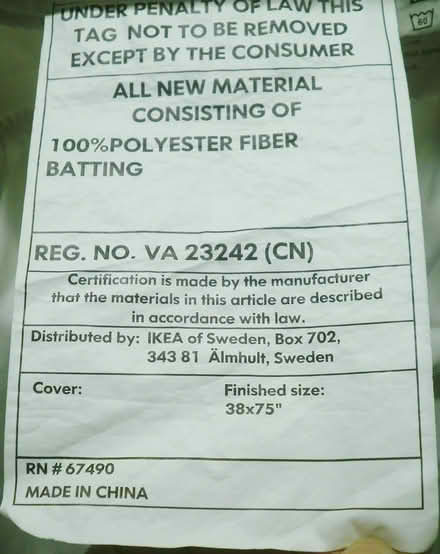 UNDER PENALTY OF LAW THIS
TAG NOT TO BE REMOVED
EXCEPT BY THE CONSUMER
ALL NEW MATERIAL
CONSISTING OF
100%POLYESTER FIBER
BATTING
REG. NO. VA 23242 (CN)
Certification is made by the manufacturer
that the materials in this article are described
in accordance with law.
Distributed by: IKEA of Sweden, Box 702,
343 81 Älmhult, Sweden
Cover:
Finished size:
38x75"
RN # 67490
MADE IN CHINA
60